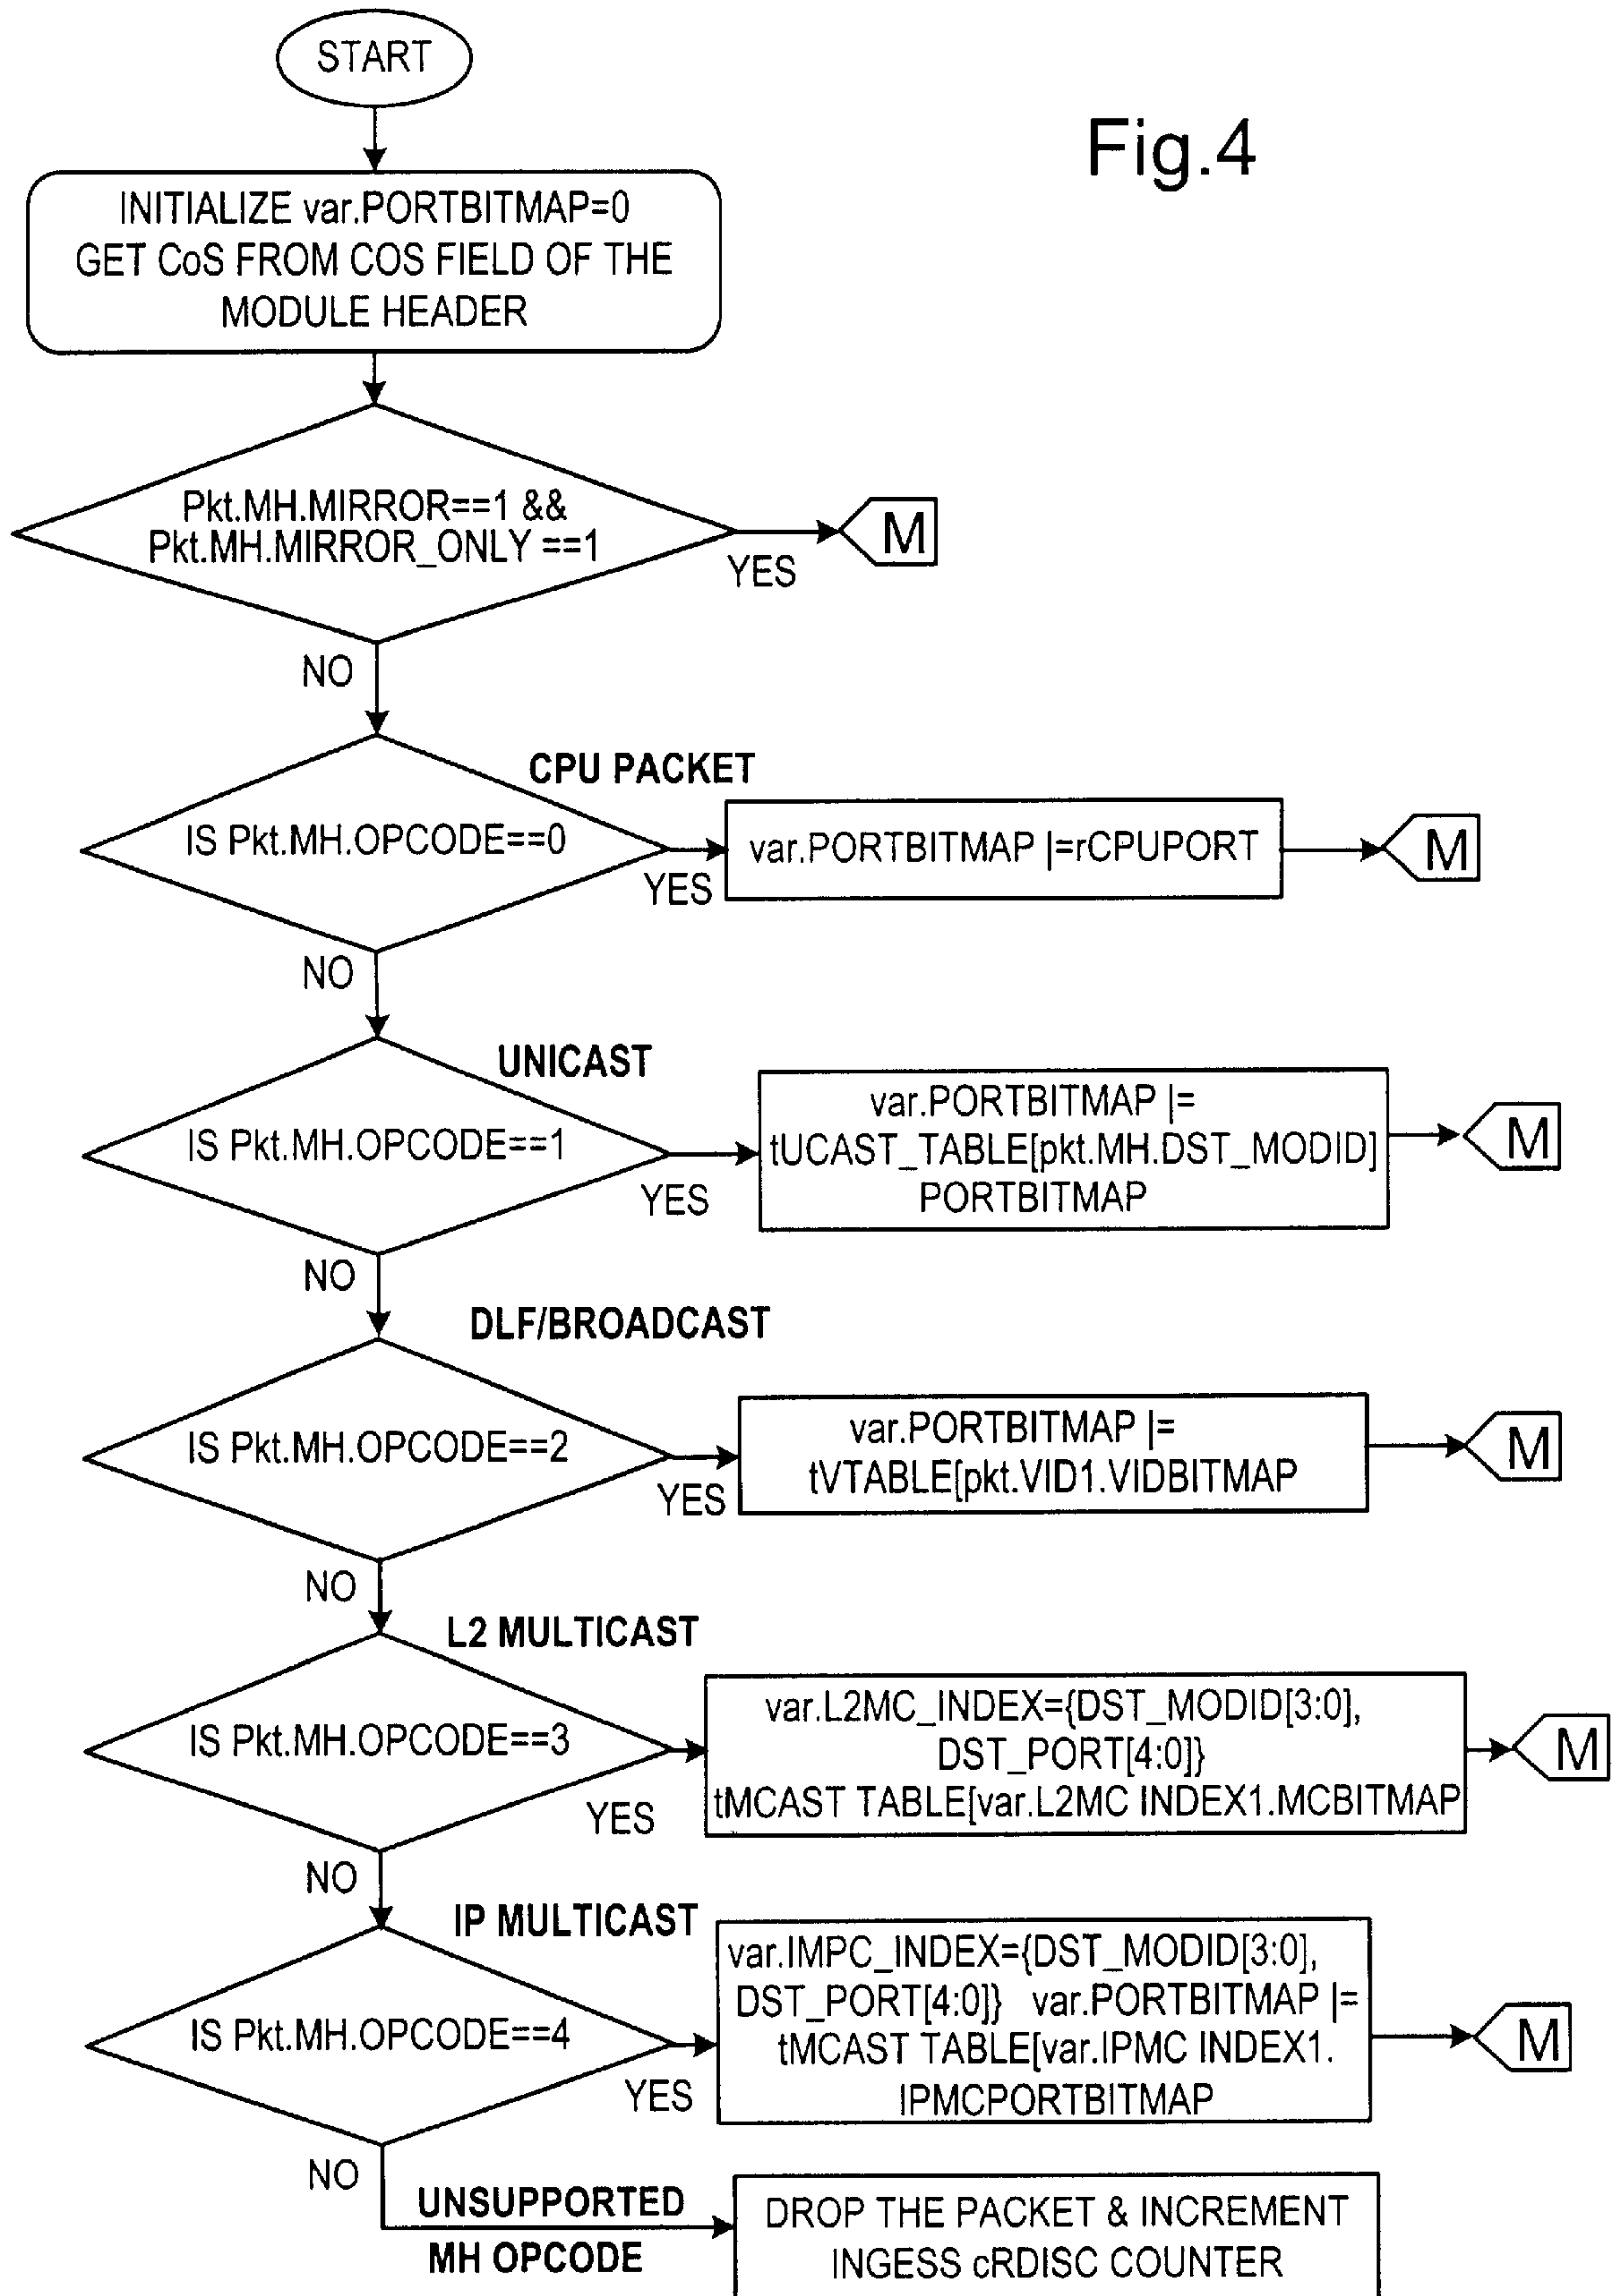 START
Fig.4
INITIALIZE var.PORTBITMAP=0
GET CoS FROM COS FIELD OF THE
MODULE HEADER
Pkt.MH.MIRROR==1 &&
Pkt.MH.MIRROR_ONLY ==1
YES
M
NO
CPU PACKET
IS Pkt.MH.OPCODE==0
YES
var.PORTBITMAP |=rCPUPORT
M
NO
UNICAST
IS Pkt.MH.OPCODE==1
YES
var.PORTBITMAP |=
tUCAST_TABLE[pkt.MH.DST_MODID]
PORTBITMAP
M
NO
DLF/BROADCAST
IS Pkt.MH.OPCODE==2
YES
var.PORTBITMAP |=
tVTABLE[pkt.VID1.VIDBITMAP
M
NO
L2 MULTICAST
IS Pkt.MH.OPCODE==3
YES
var.L2MC_INDEX={DST_MODID[3:0],
DST_PORT[4:0]}
tMCAST TABLE[var.L2MC INDEX1.MCBITMAP
M
NO
IP MULTICAST
IS Pkt.MH.OPCODE==4
YES
var.IMPC_INDEX={DST_MODID[3:0],
DST_PORT[4:0]} var.PORTBITMAP |=
tMCAST TABLE[var.IPMC INDEX1.
IPMCPORTBITMAP
M
NO
UNSUPPORTED
MH OPCODE
DROP THE PACKET & INCREMENT
INGESS cRDISC COUNTER